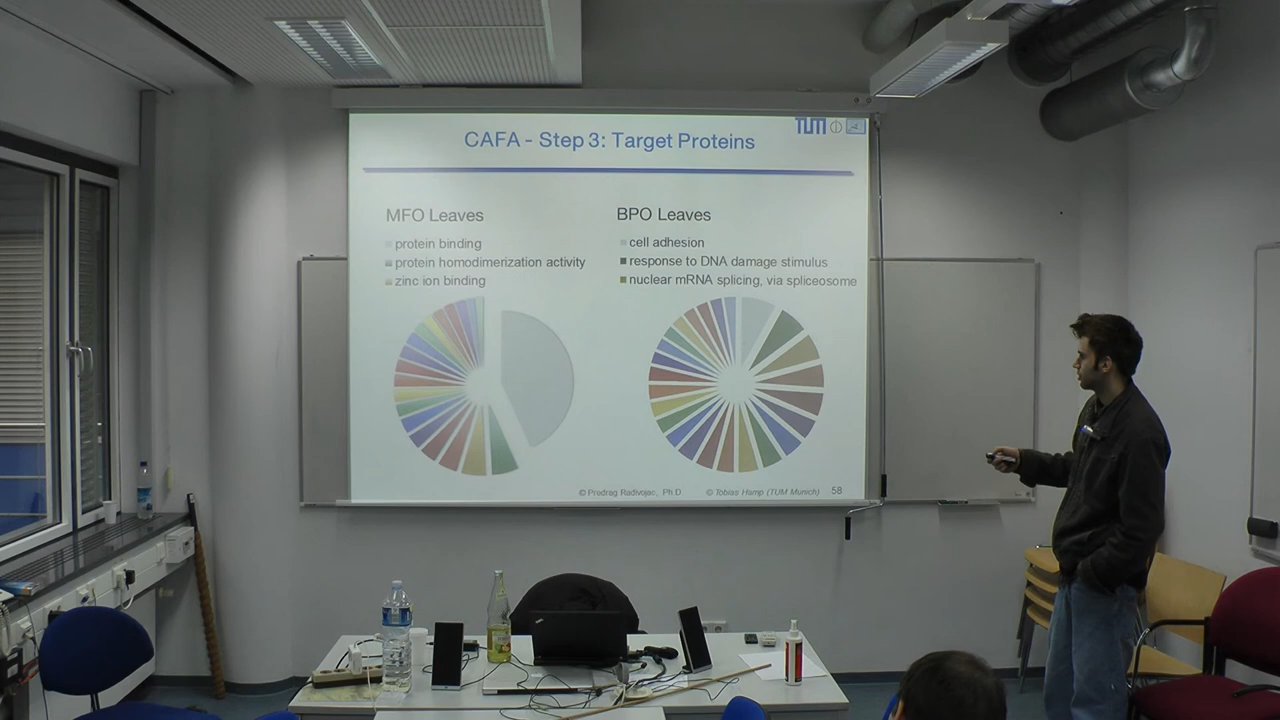 CAFA - Step 3: Target Proteins
TUM
MFO Leaves
protein binding
protein homodimerization activity
zinc ion binding
BPO Leaves
cell adhesion
response to DNA damage stimulus
nuclear mRNA splicing, via spliceosome
© Predrag Radivojac, Ph.D
© Tobias Hamp (TUM Munich)
58